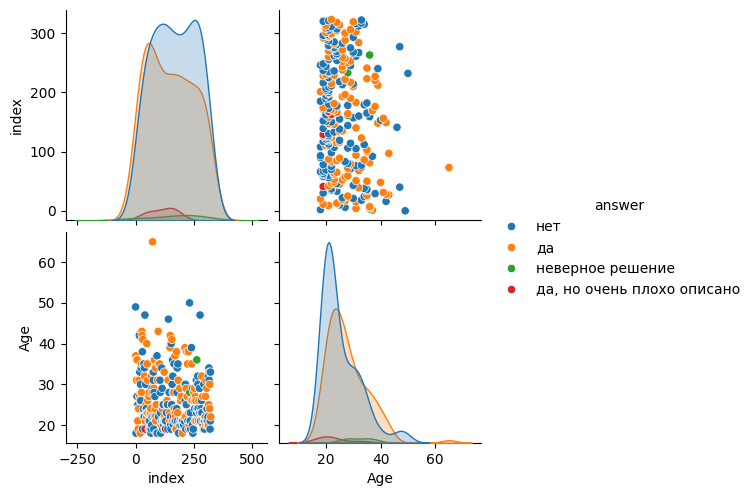 300
200
100
0
index
60
50
40
30
20
Age
−250
0
250
500
index
20
40
60
Age
answer
нет
да
неверное решение
да, но очень плохо описано